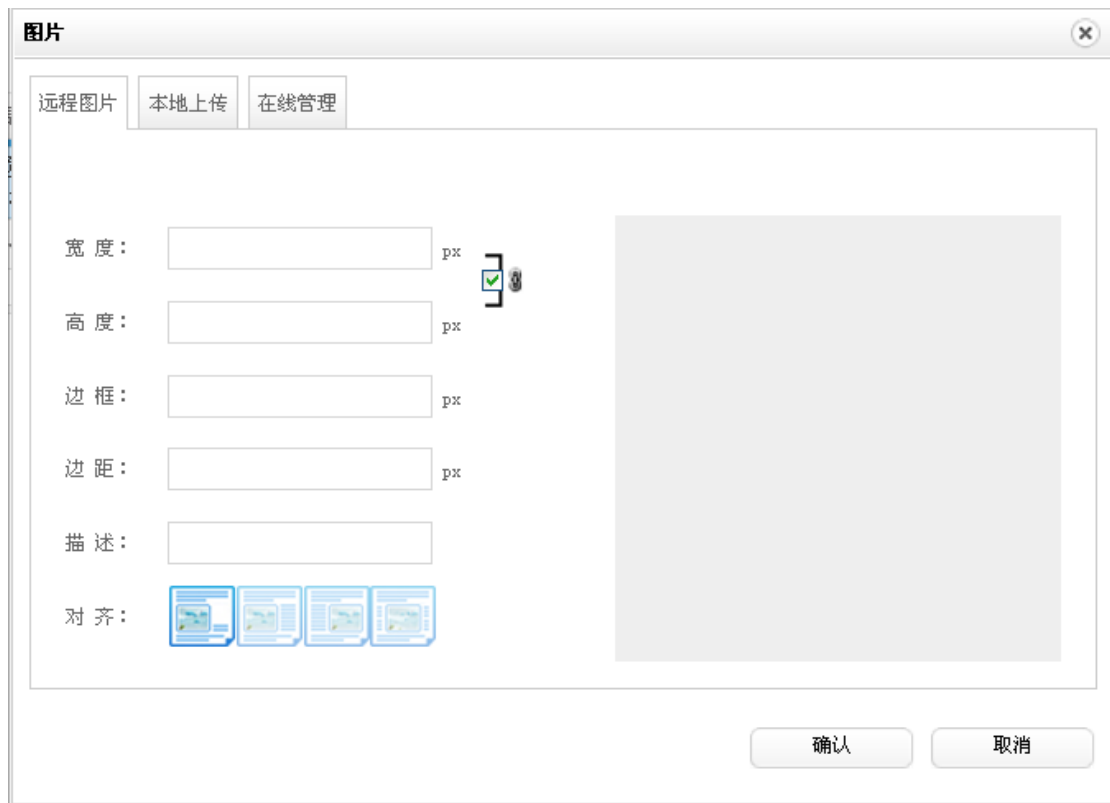 图片
远程图片 本地上传 在线管理
宽 度： px
高 度： px
边 框： px
边 距： px
描 述：
对 齐：
确认 取消